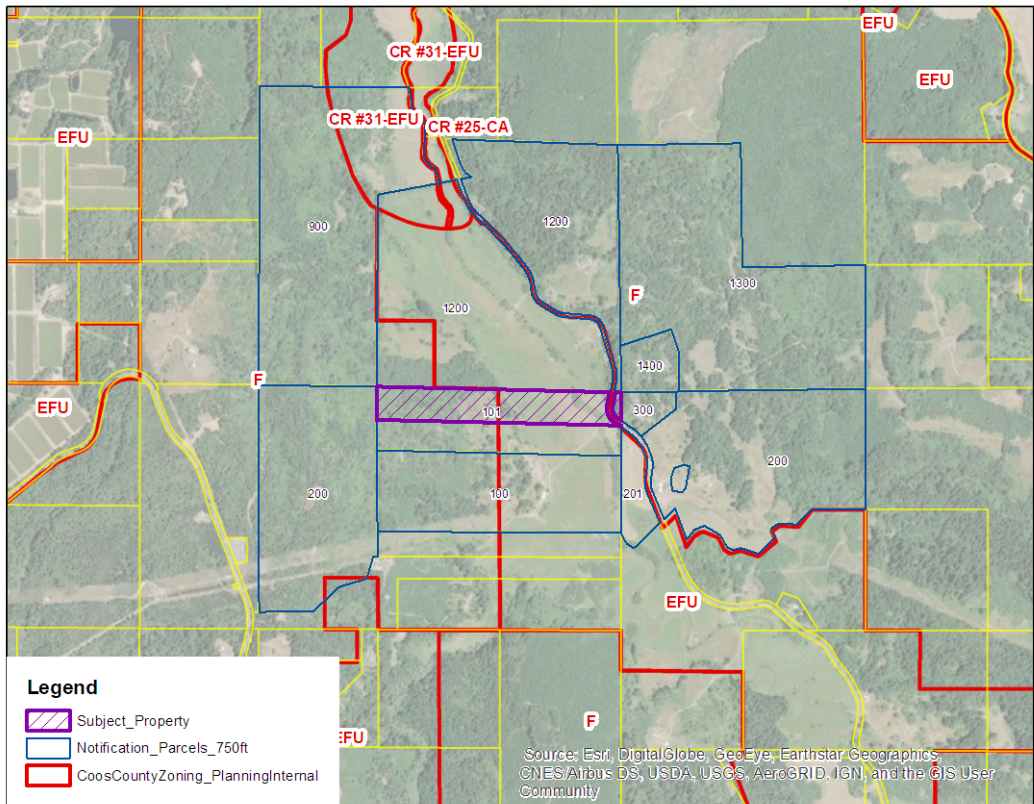 EFU
CR #31-EFU
EFU
EFU
CR #31-EFU
CR #25-CA
900
1200
F
1300
1200
1400
F
EFU
101
300
200
100
201
200
EFU
F
EFU
Legend
Subject_Property
Notification_Parcels_750ft
CoosCountyZoning_PlanningInternal
Source: Esri, DigitalGlobe, GeoEye, Earthstar Geographics,
CNES/Airbus DS, USDA, USGS, AeroGRID, IGN, and the GIS User
Community